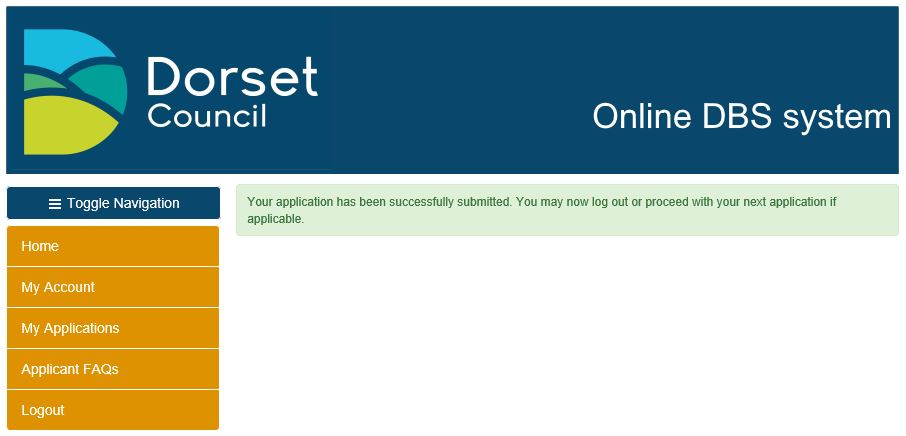 Dorset
Council
Online DBS system
Toggle Navigation
Home
My Account
My Applications
Applicant FAQs
Logout
Your application has been successfully submitted. You may now log out or proceed with your next application if
applicable.